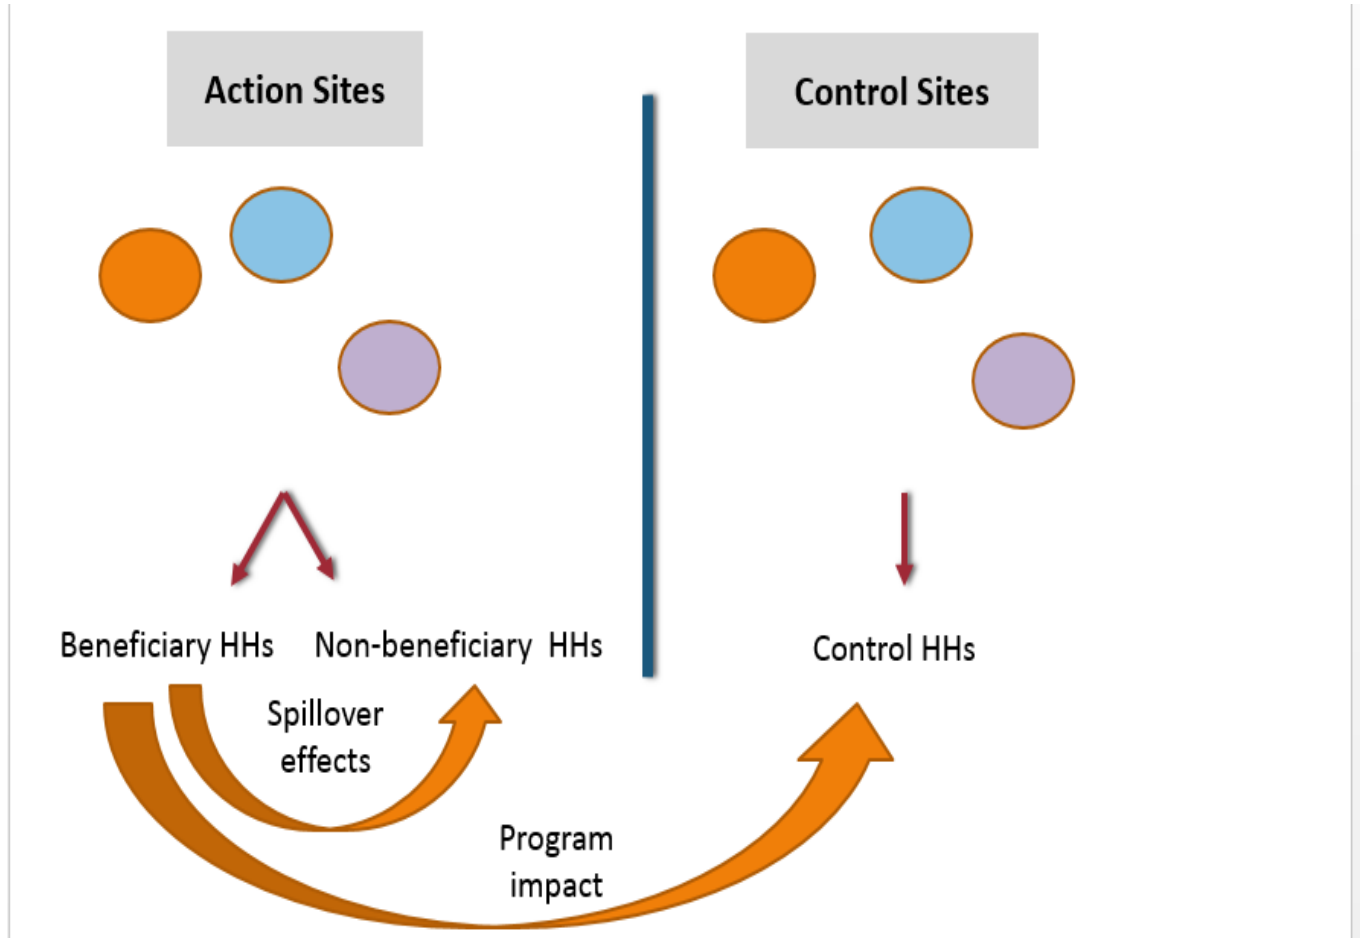 Action Sites
Control Sites
Beneficiary HHs
Non-beneficiary HHs
Control HHs
Spillover
effects
Program
impact